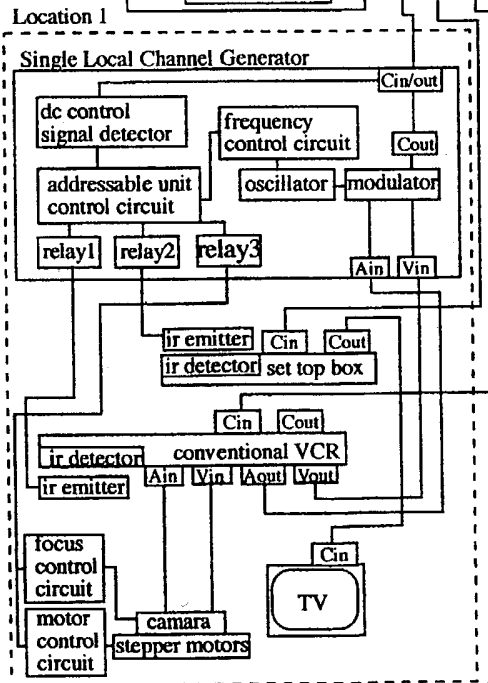 Location 1
Single Local Channel Generator
Cin/out
dc control
signal detector
frequency
control circuit
Cout
addressable unit
control circuit
oscillator
modulator
relay1
relay2
relay3
Ain
Vin
ir emitter
Cin
Cout
ir detector
set top box
Cin
Cout
conventional VCR
ir detector
Ain
Vin
Aout
Vout
ir emitter
focus
control
circuit
Cin
TV
motor
control
circuit
camara
stepper motors